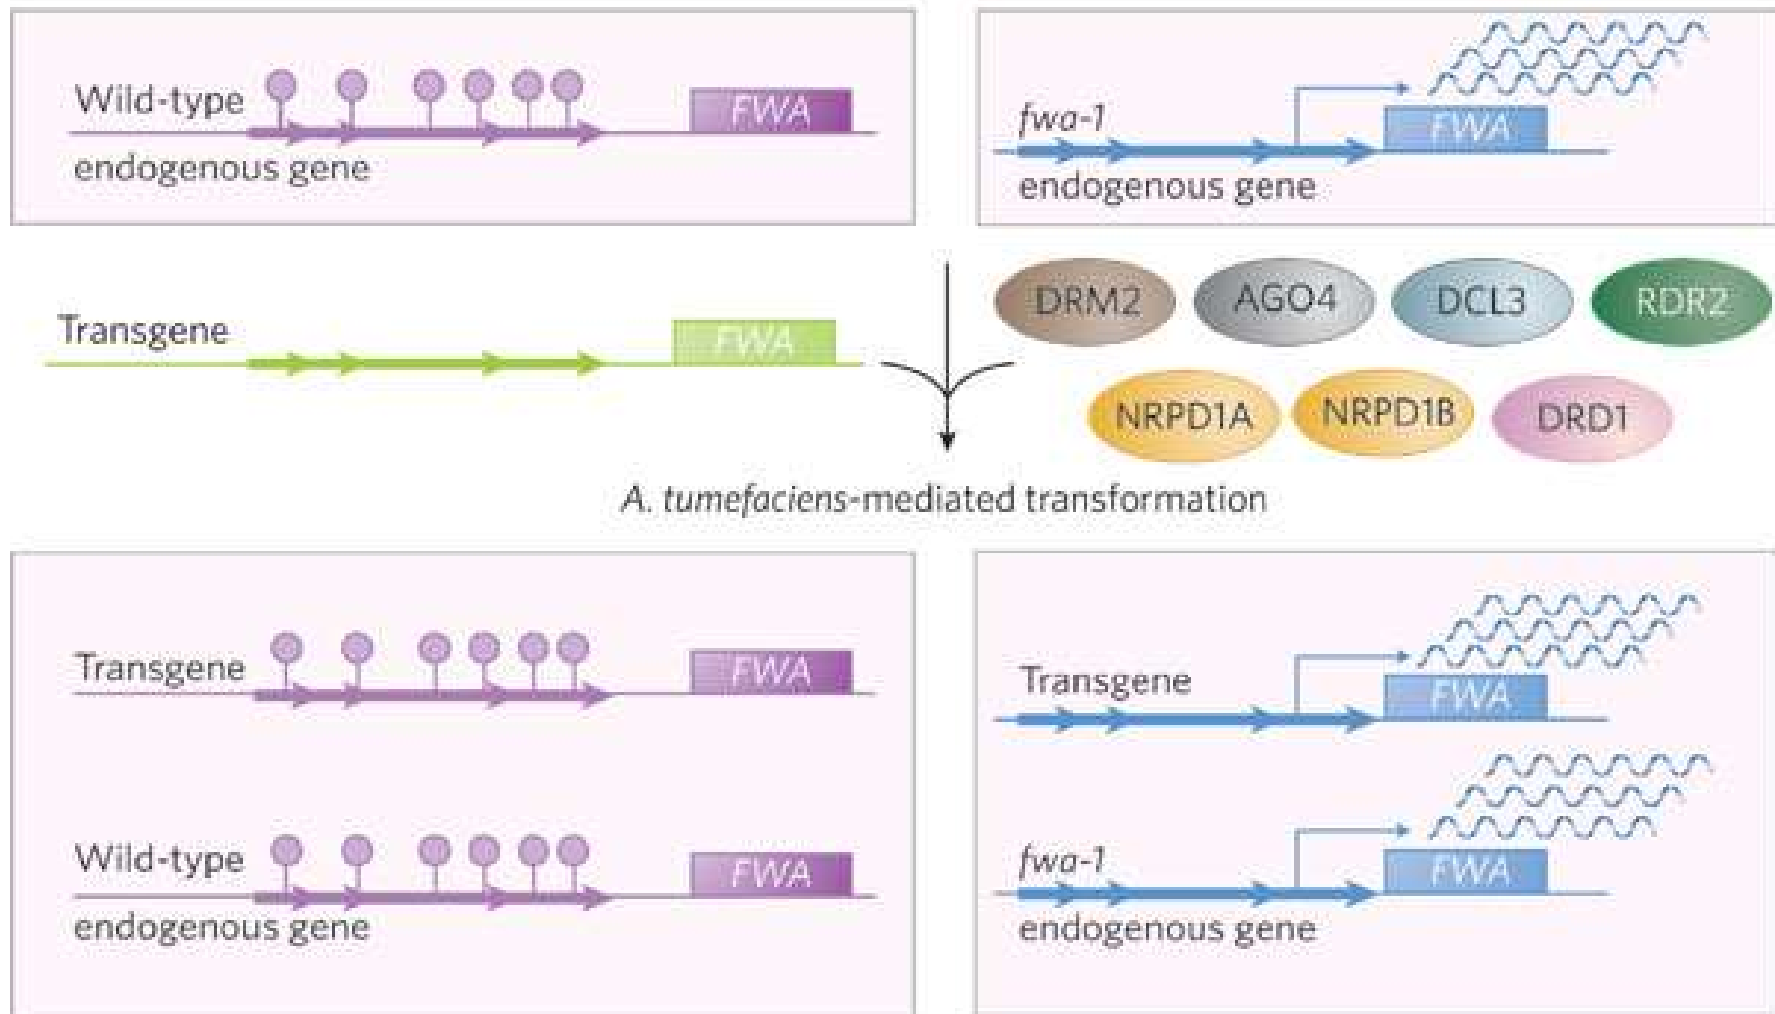 Wild-type
FWA
endogenous gene
fwa-1
FWA
endogenous gene
Transgene
FWA
DRM2
AGO4
DCL3
RDR2
NRPD1A
NRPD1B
DRD1
A. tumefaciens-mediated transformation
Transgene
FWA
Wild-type
FWA
endogenous gene
Transgene
FWA
fwa-1
FWA
endogenous gene